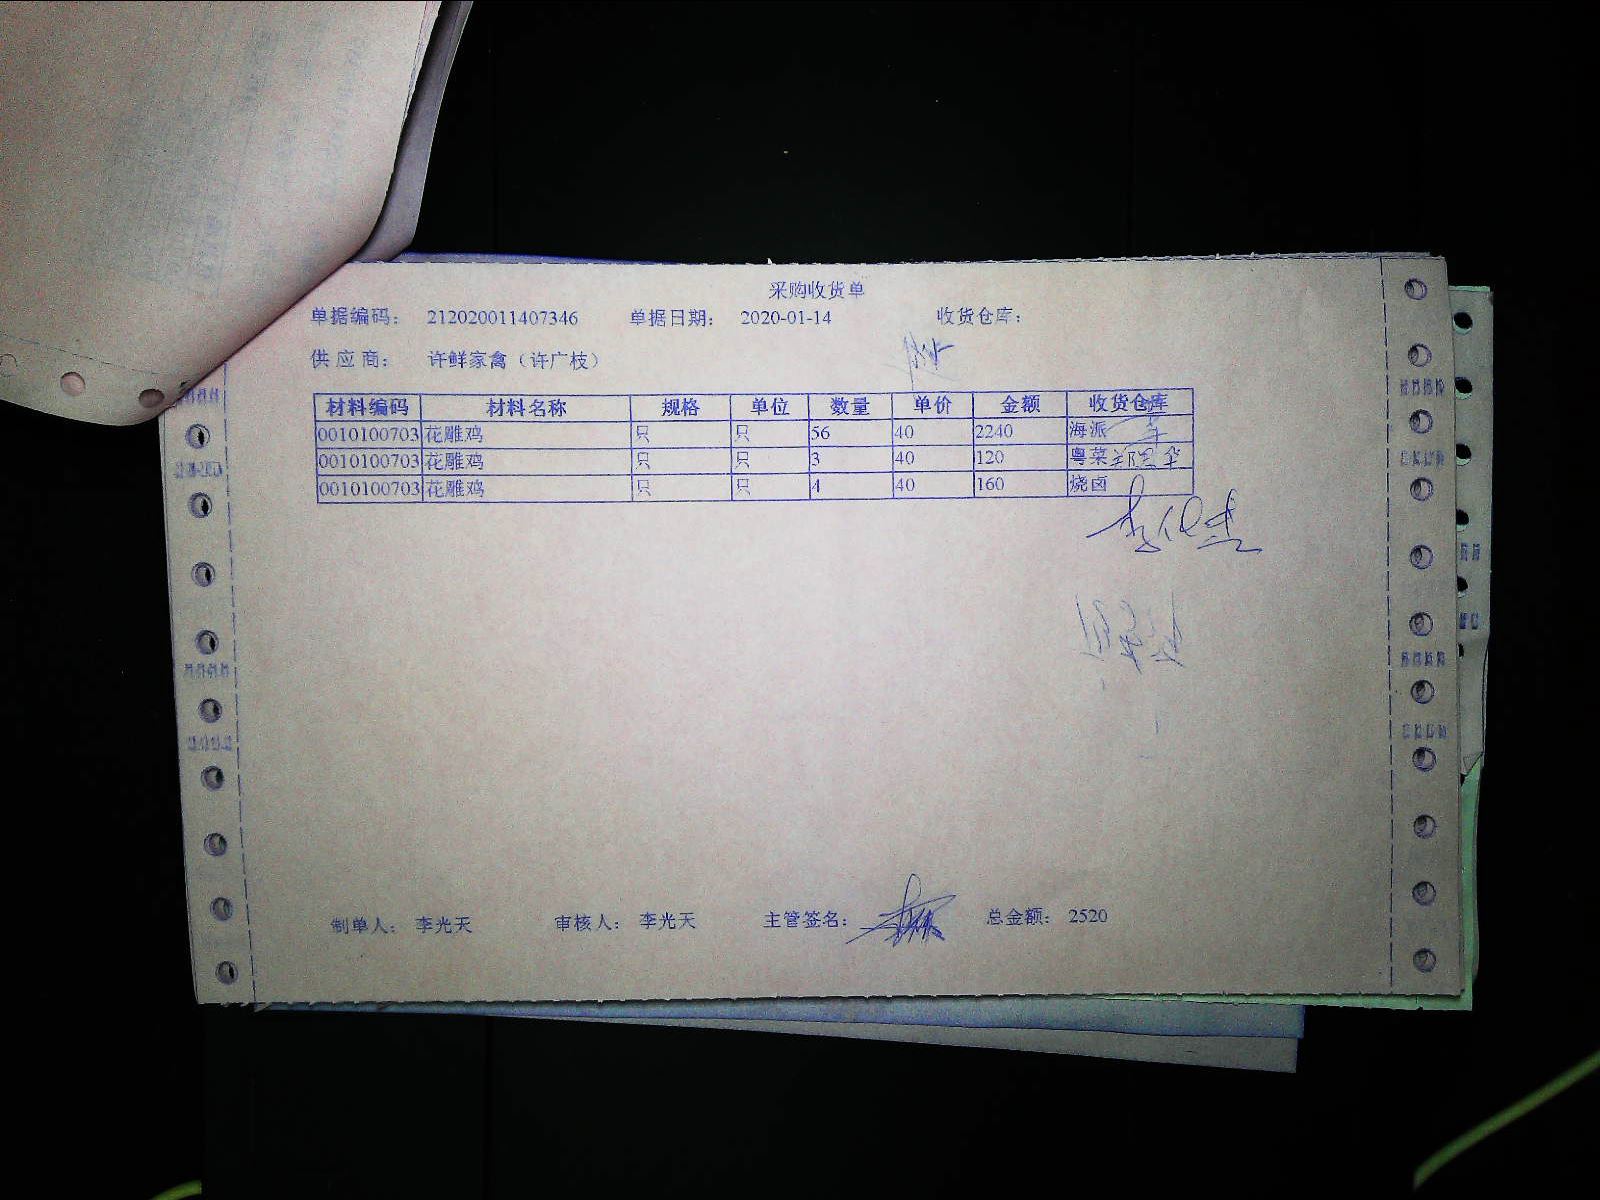 采购收货单
单据编码： 212020011407346 单据日期： 2020-01-14 收货仓库：
供应商： 许鲜家禽（许广枝）
材料编码 材料名称 规格 单位 数量 单价 金额 收货仓库
0010100703 花雕鸡 只 只 56 40 2240 海派
0010100703 花雕鸡 只 只 3 40 120 粤菜
0010100703 花雕鸡 只 只 4 40 160 烧卤
制单人： 李光天 审核人： 李光天 主管签名： 总金额： 2520